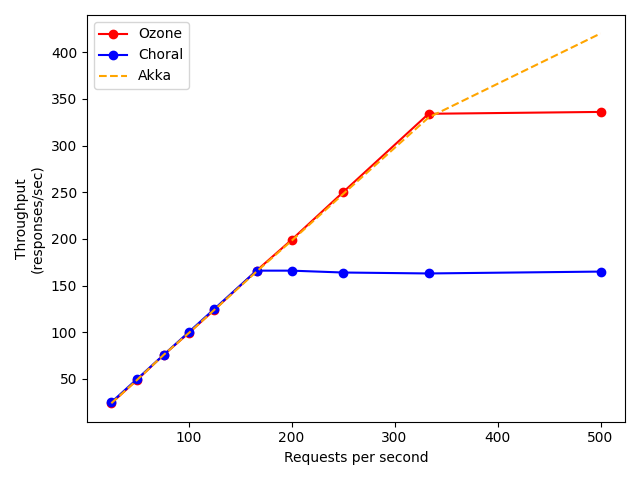 Ozone
Choral
Akka
400
350
300
250
200
150
100
50
Throughput
(responses/sec)
100
200
300
400
500
Requests per second